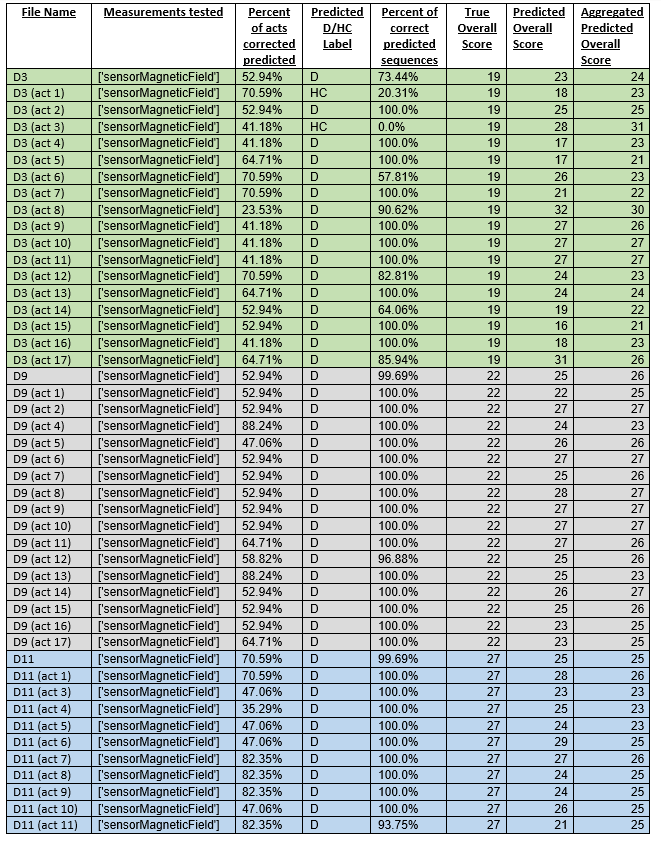 File Name Measurements tested Percent of acts corrected predicted Predicted D/HC Label Percent of correct predicted sequences True Overall Score Predicted Overall Score Aggregated Predicted Overall Score
D3 ['sensorMagneticField'] 52.94% D 73.44% 19 23 24
D3 (act 1) ['sensorMagneticField'] 70.59% HC 20.31% 19 18 23
D3 (act 2) ['sensorMagneticField'] 52.94% D 100.0% 19 25 25
D3 (act 3) ['sensorMagneticField'] 41.18% HC 0.0% 19 28 31
D3 (act 4) ['sensorMagneticField'] 41.18% D 100.0% 19 17 23
D3 (act 5) ['sensorMagneticField'] 64.71% D 100.0% 19 17 21
D3 (act 6) ['sensorMagneticField'] 70.59% D 57.81% 19 26 23
D3 (act 7) ['sensorMagneticField'] 70.59% D 100.0% 19 21 22
D3 (act 8) ['sensorMagneticField'] 23.53% D 90.62% 19 32 30
D3 (act 9) ['sensorMagneticField'] 41.18% D 100.0% 19 27 26
D3 (act 10) ['sensorMagneticField'] 41.18% D 100.0% 19 27 27
D3 (act 11) ['sensorMagneticField'] 41.18% D 100.0% 19 27 27
D3 (act 12) ['sensorMagneticField'] 70.59% D 82.81% 19 24 23
D3 (act 13) ['sensorMagneticField'] 64.71% D 100.0% 19 24 24
D3 (act 14) ['sensorMagneticField'] 52.94% D 64.06% 19 19 22
D3 (act 15) ['sensorMagneticField'] 52.94% D 100.0% 19 16 21
D3 (act 16) ['sensorMagneticField'] 41.18% D 100.0% 19 18 23
D3 (act 17) ['sensorMagneticField'] 64.71% D 85.94% 19 31 26
D9 ['sensorMagneticField'] 52.94% D 99.69% 22 25 26
D9 (act 1) ['sensorMagneticField'] 52.94% D 100.0% 22 22 25
D9 (act 2) ['sensorMagneticField'] 52.94% D 100.0% 22 27 27
D9 (act 4) ['sensorMagneticField'] 88.24% D 100.0% 22 24 23
D9 (act 5) ['sensorMagneticField'] 47.06% D 100.0% 22 26 26
D9 (act 6) ['sensorMagneticField'] 52.94% D 100.0% 22 27 27
D9 (act 7) ['sensorMagneticField'] 52.94% D 100.0% 22 25 26
D9 (act 8) ['sensorMagneticField'] 52.94% D 100.0% 22 28 27
D9 (act 9) ['sensorMagneticField'] 52.94% D 100.0% 22 27 27
D9 (act 10) ['sensorMagneticField'] 52.94% D 100.0% 22 27 27
D9 (act 11) ['sensorMagneticField'] 64.71% D 100.0% 22 23 26
D9 (act 12) ['sensorMagneticField'] 58.82% D 96.88% 22 25 26
D9 (act 13) ['sensorMagneticField'] 88.24% D 100.0% 22 25 23
D9 (act 14) ['sensorMagneticField'] 52.94% D 100.0% 22 26 27
D9 (act 15) ['sensorMagneticField'] 52.94% D 100.0% 22 25 26
D9 (act 16) ['sensorMagneticField'] 52.94% D 100.0% 22 23 25
D9 (act 17) ['sensorMagneticField'] 64.71% D 100.0% 22 23 25
D11 ['sensorMagneticField'] 70.59% D 99.69% 27 25 25
D11 (act 1) ['sensorMagneticField'] 70.59% D 100.0% 27 28 26
D11 (act 3) ['sensorMagneticField'] 47.06% D 100.0% 27 23 23
D11 (act 4) ['sensorMagneticField'] 35.29% D 100.0% 27 25 23
D11 (act 5) ['sensorMagneticField'] 47.06% D 100.0% 27 24 23
D11 (act 6) ['sensorMagneticField'] 47.06% D 100.0% 27 29 25
D11 (act 7) ['sensorMagneticField'] 82.35% D 100.0% 27 27 26
D11 (act 8) ['sensorMagneticField'] 82.35% D 100.0% 27 24 25
D11 (act 9) ['sensorMagneticField'] 82.35% D 100.0% 27 24 25
D11 (act 10) ['sensorMagneticField'] 47.06% D 100.0% 27 26 25
D11 (act 11) ['sensorMagneticField'] 82.35% D 93.75% 27 21 25